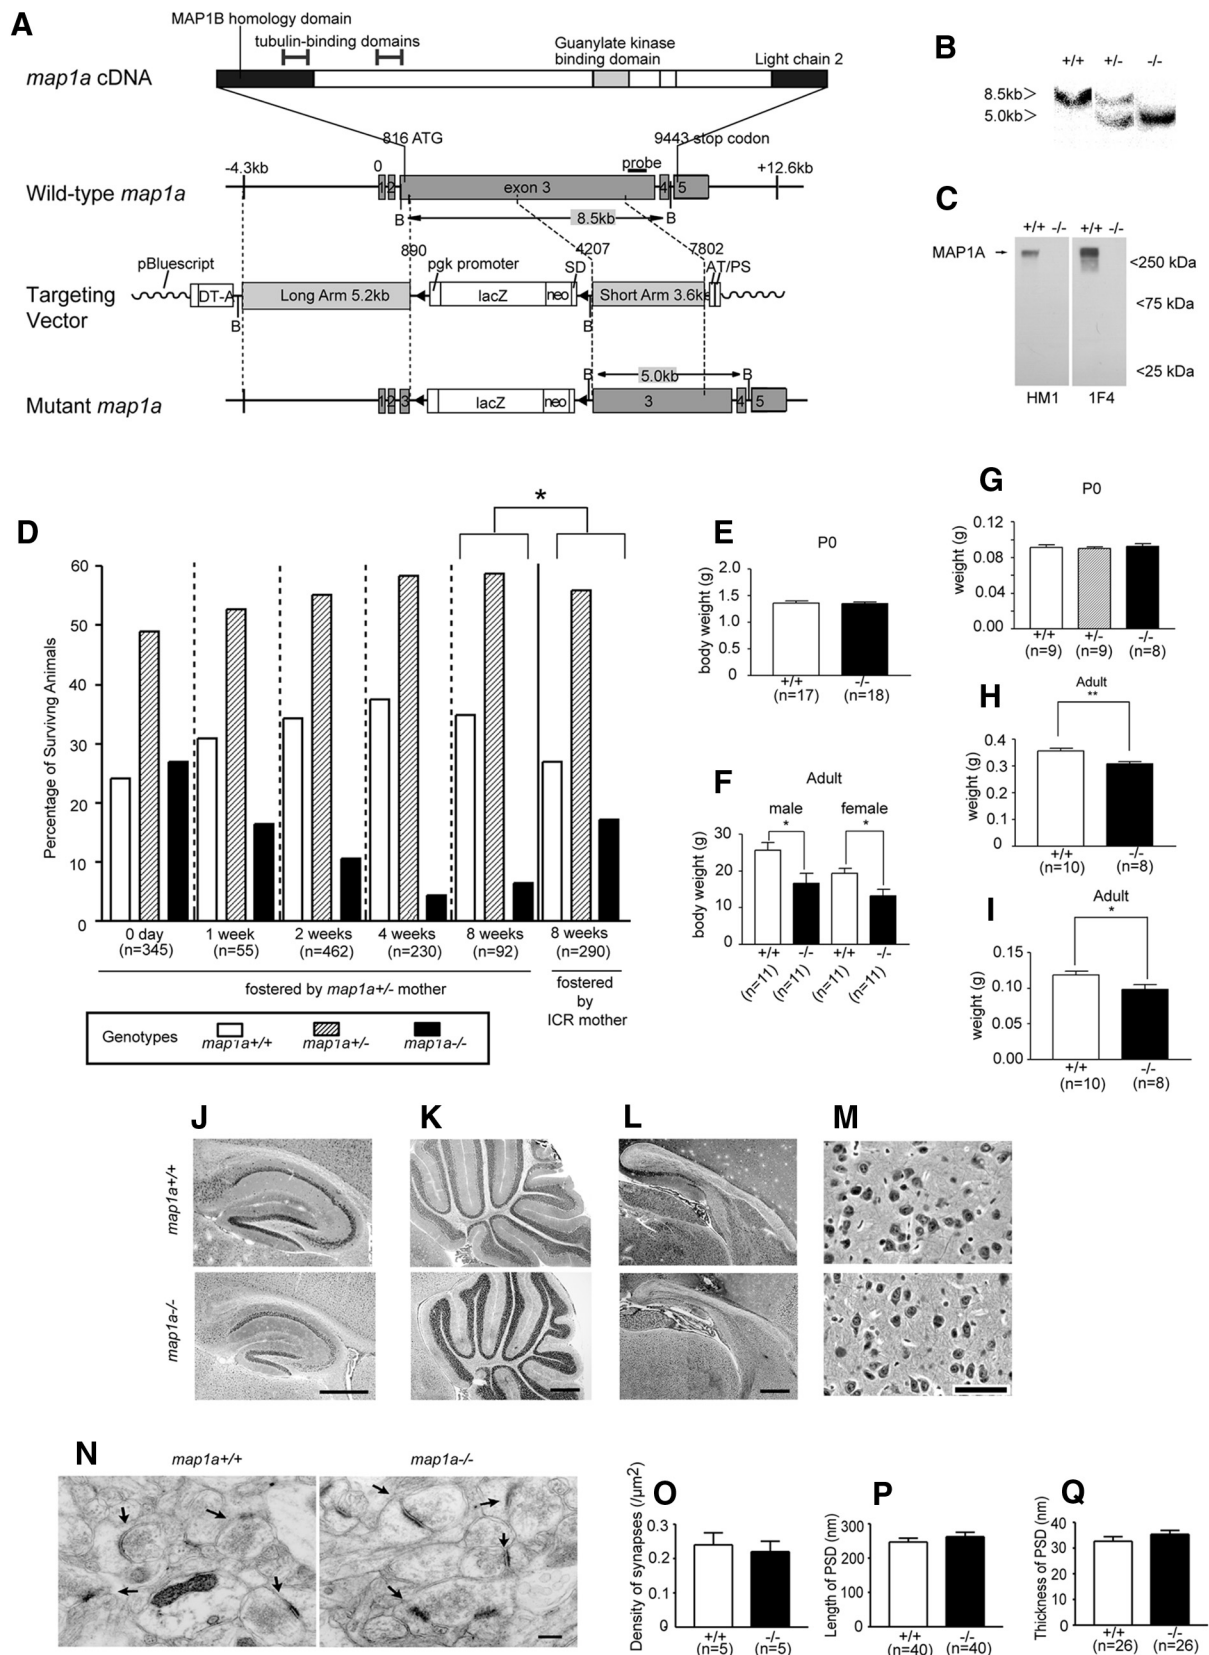 A
MAP1B homology domain
tubulin-binding domains
Guanylate kinase
binding domain
Light chain 2
map1a cDNA
816 ATG
9443 stop codon
-4.3kb
0
probe
+12.6kb
Wild-type map1a
1 2 exon 3 4 5
B 8.5kb B
890
4207
7802
pBluescript
pgk promoter
SD
AT/PS
Targeting
Vector
DT-A
Long Arm 5.2kb
lacZ
neo
Short Arm 3.6k
B
B
B 5.0kb B
Mutant map1a
1 2 3 lacZ neo 3 4 5
B
+/+ +/- -/-
8.5kb>
5.0kb>
C
+/+ -/- +/+ -/-
MAP1A
<250 kDa
<75 kDa
<25 kDa
HM1 1F4
D
*
Percentage of Survivng Animals
60
50
40
30
20
10
0
0 day 1 week 2 weeks 4 weeks 8 weeks 8 weeks
(n=345) (n=55) (n=462) (n=230) (n=92) (n=290)
fostered by map1a+/- mother
fostered
by
ICR mother
Genotypes map1a+/+ map1a+/- map1a-/-
E
P0
body weight (g)
2.0
1.5
1.0
0.5
0
+/+ -/-
(n=17) (n=18)
F
Adult
male female
* *
body weight (g)
30
20
10
0
+/+ -/- +/+ -/-
(n=11) (n=11) (n=11) (n=11)
G
P0
weight (g)
0.12
0.08
0.04
0.00
+/+ +/- -/-
(n=9) (n=9) (n=8)
H
Adult
**
weight (g)
0.4
0.3
0.2
0.1
0
+/+ -/-
(n=10) (n=8)
I
Adult
*
weight (g)
0.15
0.10
0.05
0.00
+/+ -/-
(n=10) (n=8)
J K L M
map1a+/+
map1a-/-
N
map1a+/+ map1a-/-
O
Density of synapses (/µm2)
0.3
0.2
0.1
0
+/+ -/-
(n=5) (n=5)
P
Length of PSD (nm)
300
200
100
0
+/+ -/-
(n=40) (n=40)
Q
Thickness of PSD (nm)
40
30
20
10
0
+/+ -/-
(n=26) (n=26)